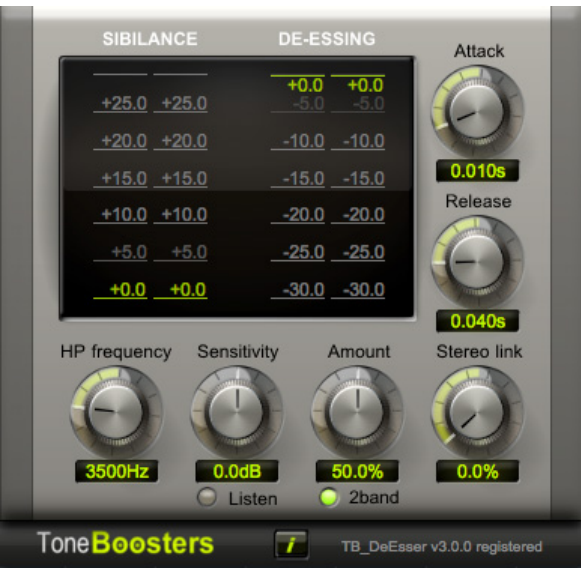 SIBILANCE DE-ESSING
Attack
+0.0 +0.0
+25.0 +25.0 -5.0 -5.0
+20.0 +20.0 -10.0 -10.0
0.010s
+15.0 +15.0 -15.0 -15.0
Release
+10.0 +10.0 -20.0 -20.0
+5.0 +5.0 -25.0 -25.0
+0.0 +0.0 -30.0 -30.0
0.040s
HP frequency Sensitivity Amount Stereo link
3500Hz 0.0dB 50.0% 0.0%
Listen 2band
ToneBoosters i TB_DeEsser v3.0.0 registered